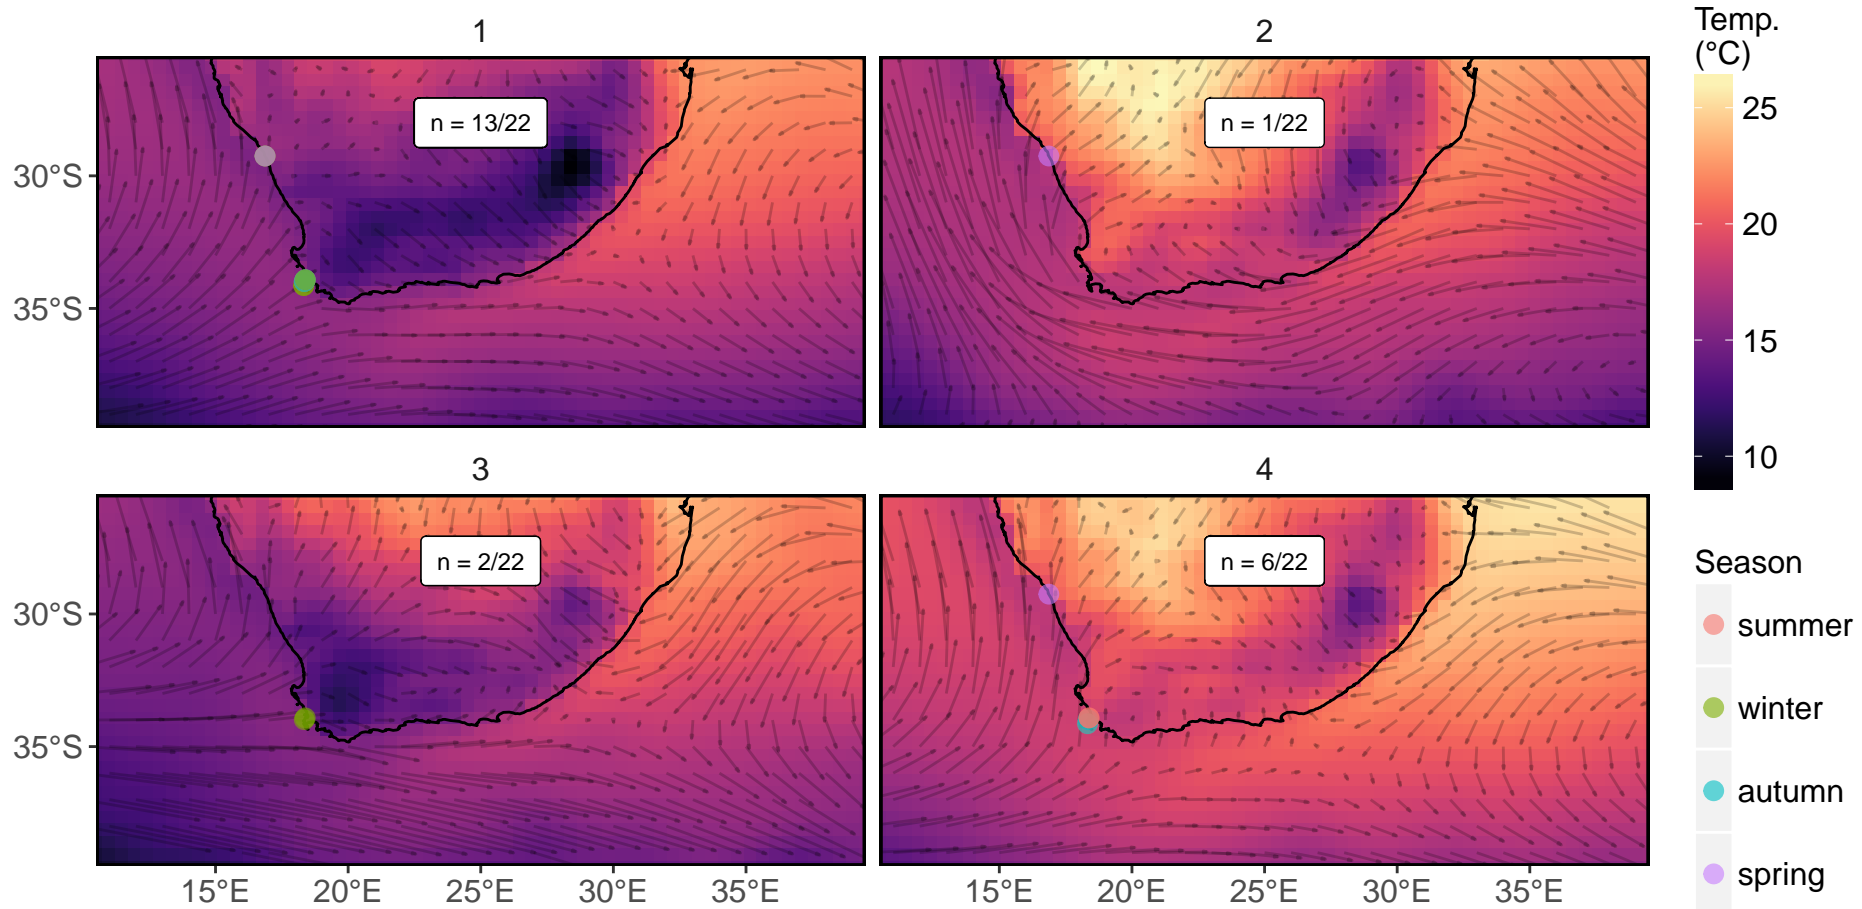 1
2
Temp.
(°C)
n = 13/22
n = 1/22
25
20
15
10
30°S
35°S
3
4
n = 2/22
n = 6/22
30°S
35°S
Season
summer
winter
autumn
spring
15°E
20°E
25°E
30°E
35°E
15°E
20°E
25°E
30°E
35°E